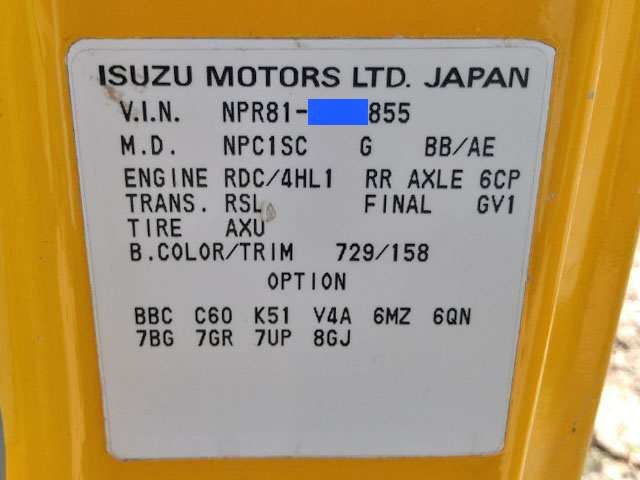 ISUZU MOTORS LTD. JAPAN
V.I.N. NPR81- 855
M.D. NPC1SC G BB/AE
ENGINE RDC/4HL1 RR AXLE 6CP
TRANS. RSL FINAL GV1
TIRE AXU
B.COLOR/TRIM 729/158
OPTION
BBC C60 K51 V4A 6MZ 6QN
7BG 7GR 7UP 8GJ